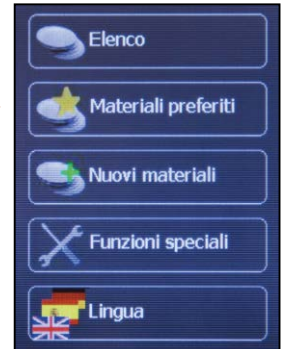 Elenco
Materiali preferiti
Nuovi materiali
Funzioni speciali
Lingua